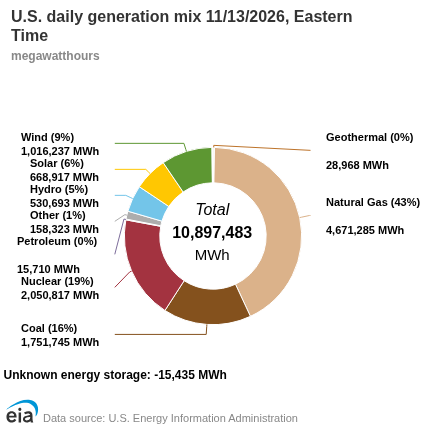 U.S. daily generation mix 11/13/2026, Eastern
Time
megawatthours
Wind (9%)
1,016,237 MWh
Solar (6%)
668,917 MWh
Hydro (5%)
530,693 MWh
Other (1%)
158,323 MWh
Petroleum (0%)
15,710 MWh
Nuclear (19%)
2,050,817 MWh
Coal (16%)
1,751,745 MWh
Total
10,897,483
MWh
Geothermal (0%)
28,968 MWh
Natural Gas (43%)
4,671,285 MWh
Unknown energy storage: -15,435 MWh
eia Data source: U.S. Energy Information Administration